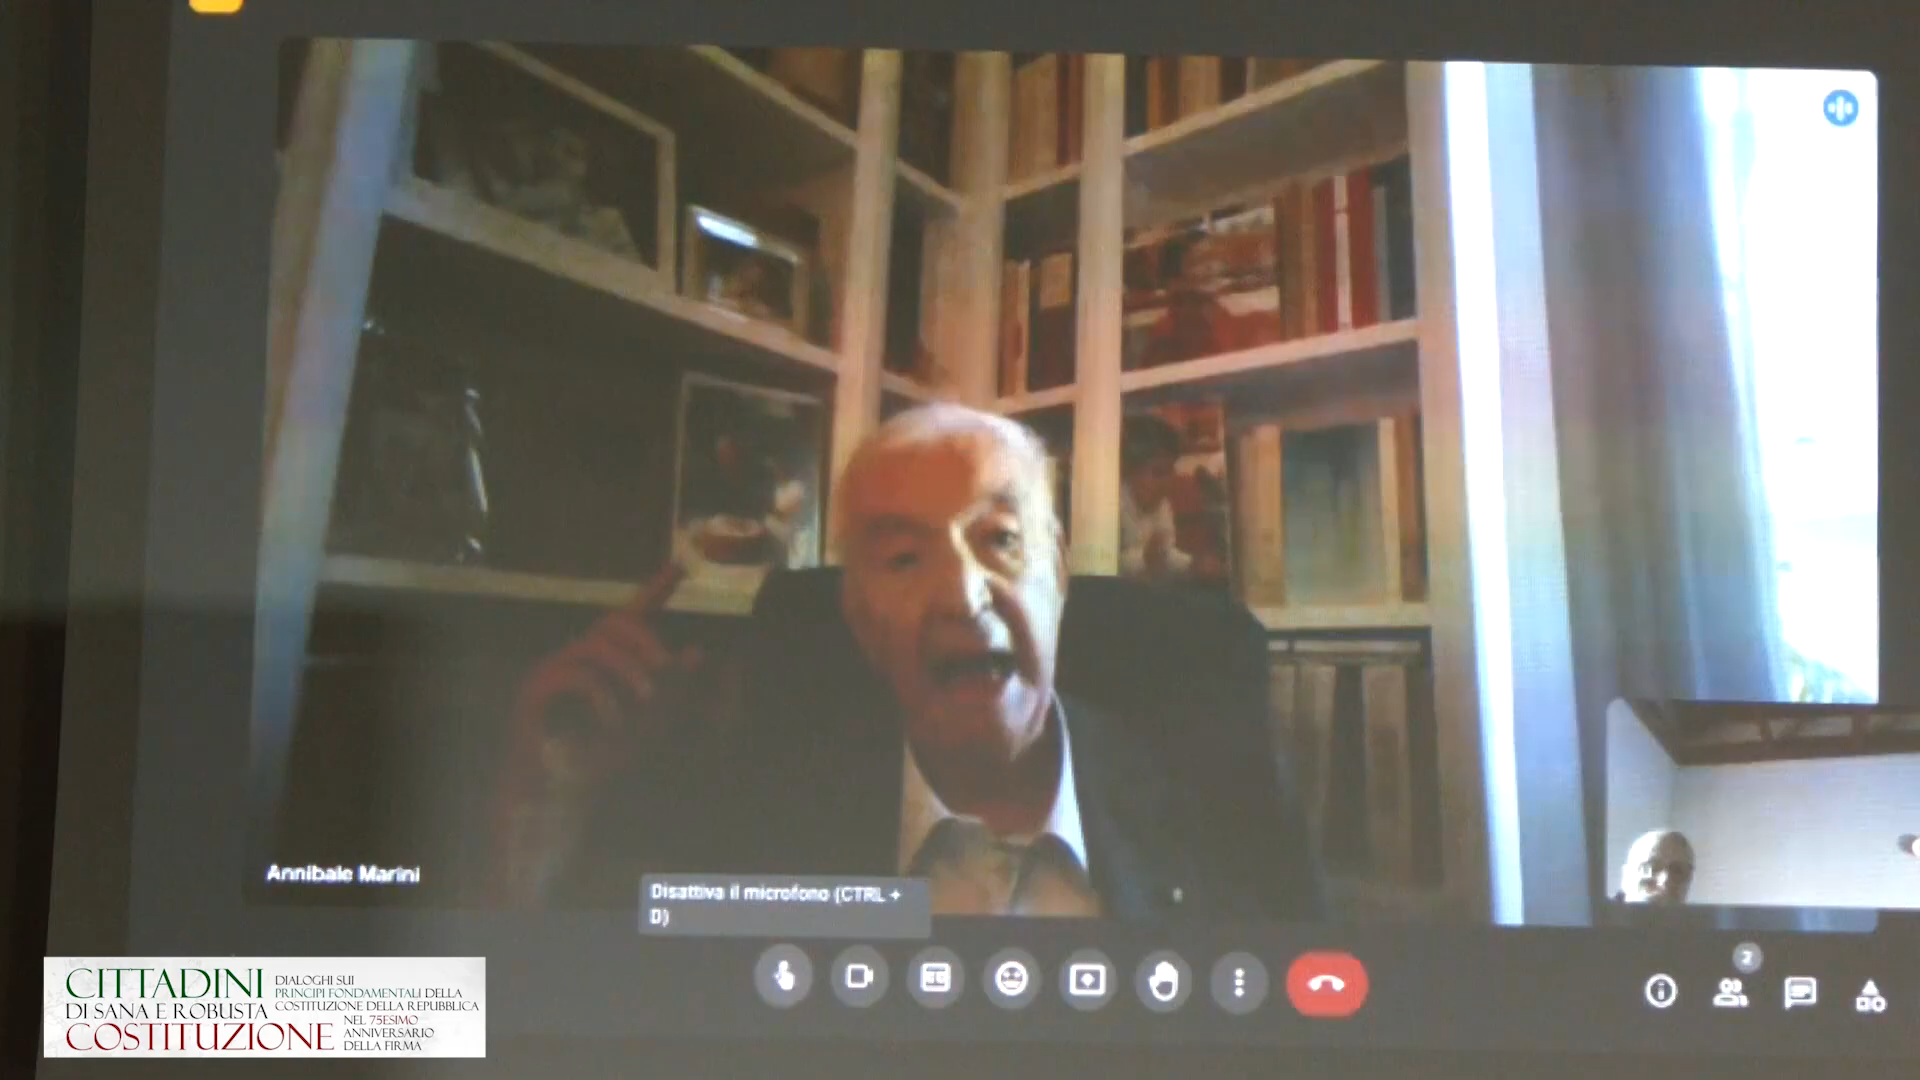 Annibale Marini
Disattiva il microfono (CTRL +
D)
2
CITTADINI
DI SANA E ROBUSTA
COSTITUZIONE
DIALOGHI SUI
PRINCIPI FONDAMENTALI DELLA
COSTITUZIONE DELLA REPUBBLICA
NEL 75ESIMO
ANNIVERSARIO
DELLA FIRMA